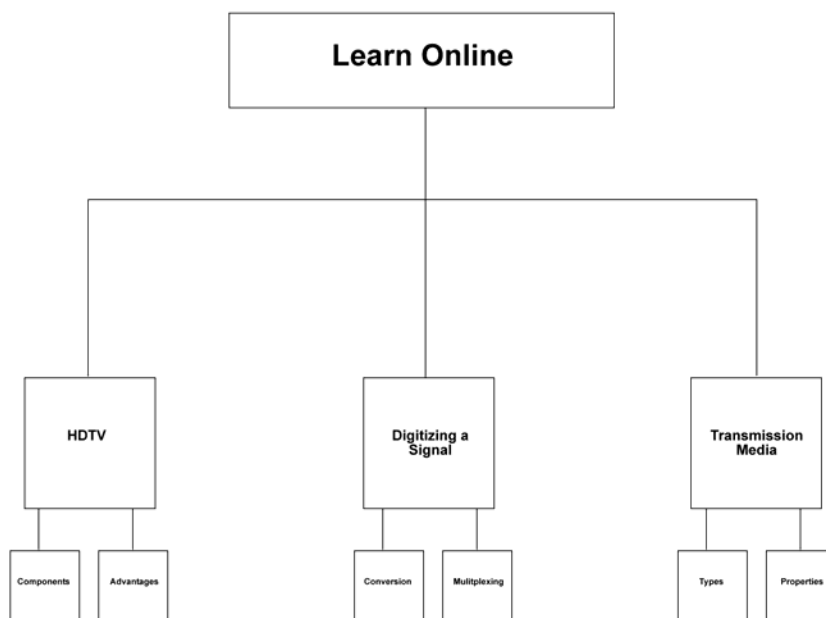 Learn Online
HDTV
Digitizing a
Signal
Transmission
Media
Components
Advantages
Conversion
Mulitplexing
Types
Properties